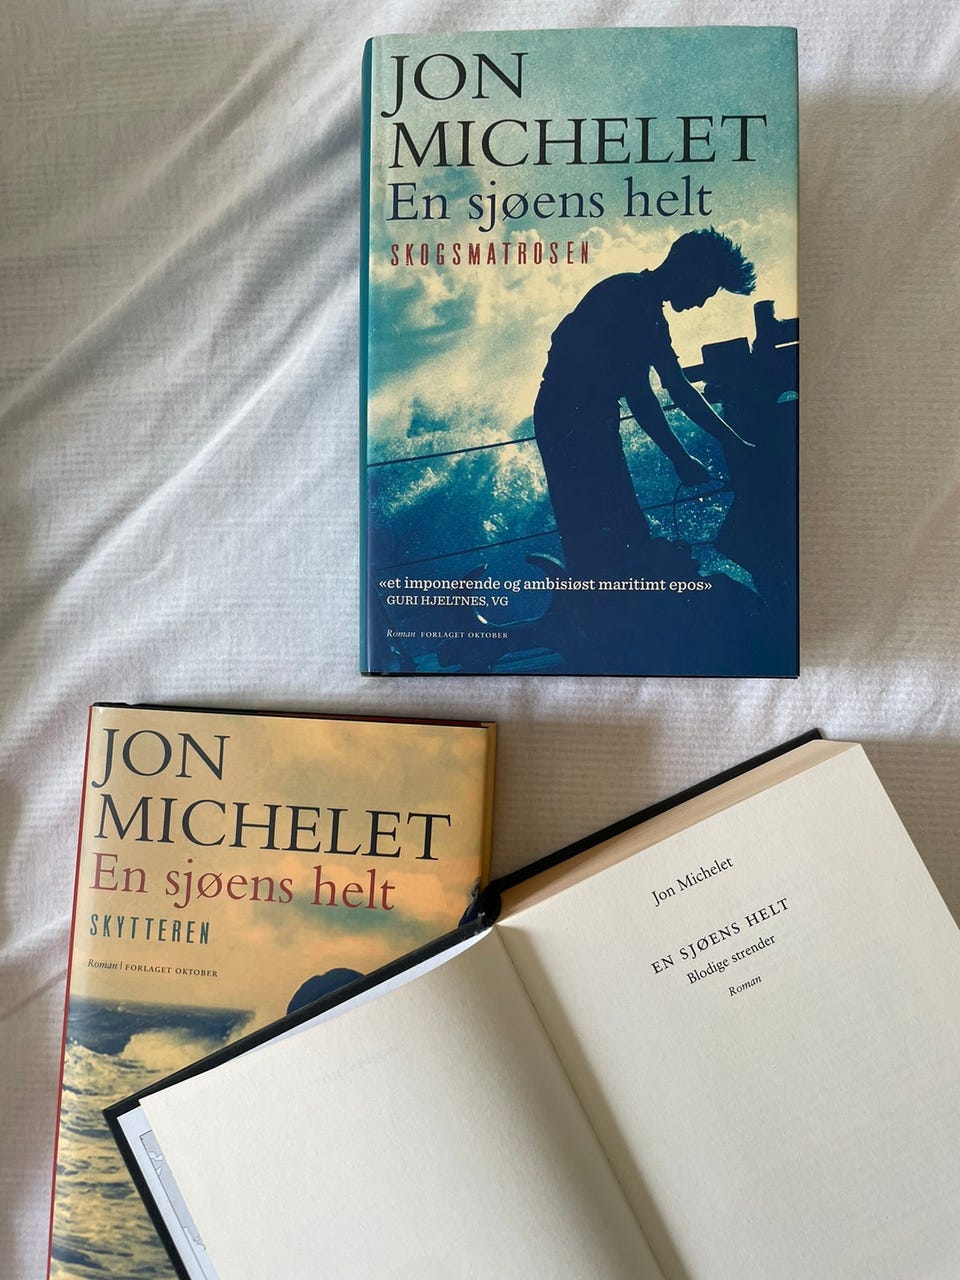 JON
MICHELET
En sjøens helt
SKOGSMATROSEN
«et imponerende og ambisiøst maritimt epos»
GURI HJELTNES, VG
Roman FORLAGET OKTOBER
JON
MICHELET
En sjøens helt
SKYTTEREN
Roman | FORLAGET OKTOBER
Jon Michelet
EN SJØENS HELT
Blodige strender
Roman